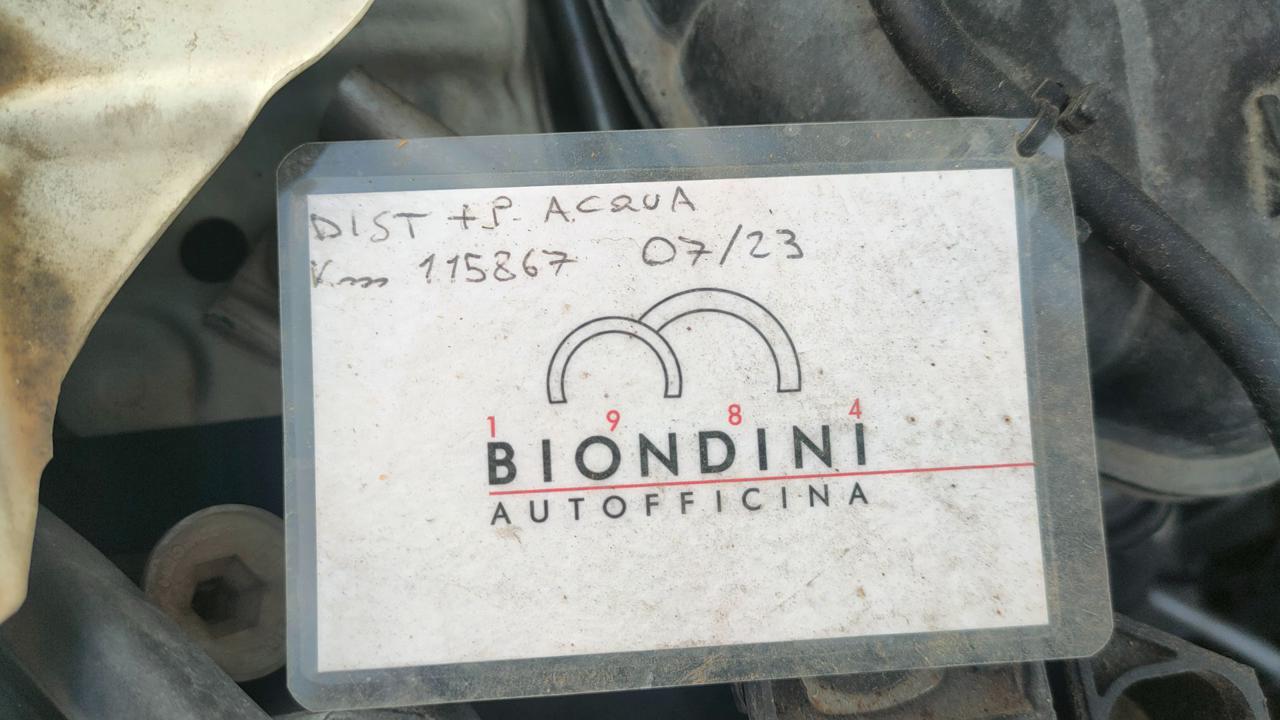 DIST + P. ACQUA
Km 115867 07/23
1984
BIONDINI
AUTOFFICINA